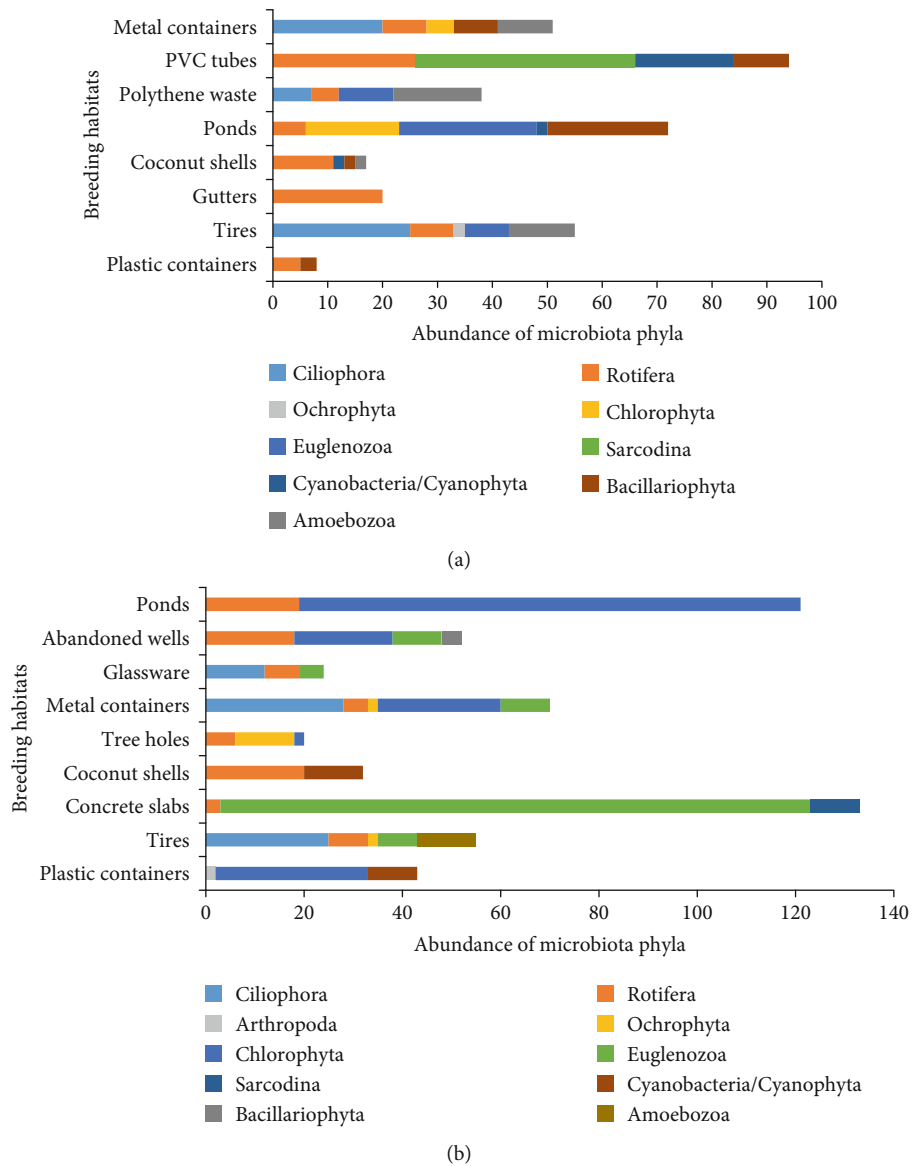 Breeding habitats
Metal containers
PVC tubes
Polythene waste
Ponds
Coconut shells
Gutters
Tires
Plastic containers
0 10 20 30 40 50 60 70 80 90 100
Abundance of microbiota phyla
Ciliophora Rotifera
Ochrophyta Chlorophyta
Euglenozoa Sarcodina
Cyanobacteria/Cyanophyta Bacillariophyta
Amoebozoa
(a)
Breeding habitats
Ponds
Abandoned wells
Glassware
Metal containers
Tree holes
Coconut shells
Concrete slabs
Tires
Plastic containers
0 20 40 60 80 100 120 140
Abundance of microbiota phyla
Ciliophora Rotifera
Arthropoda Ochrophyta
Chlorophyta Euglenozoa
Sarcodina Cyanobacteria/Cyanophyta
Bacillariophyta Amoebozoa
(b)